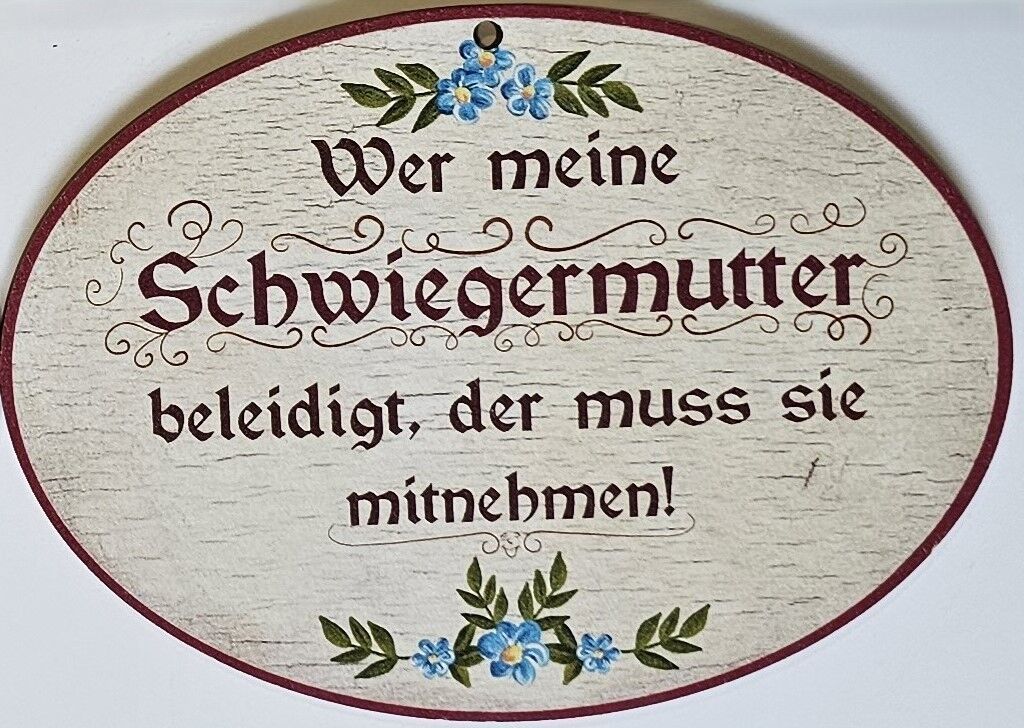 Wer meine
Schwiegermutter
beleidigt, der muss sie
mitnehmen!